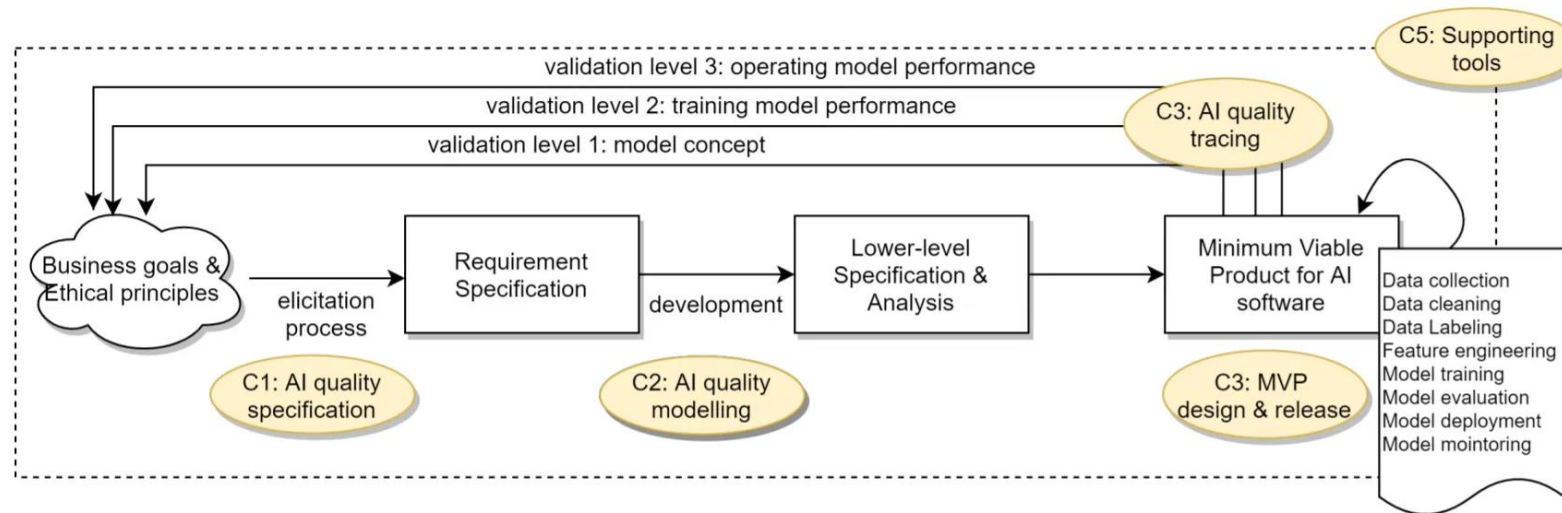 C5: Supporting
tools
validation level 3: operating model performance
validation level 2: training model performance
validation level 1: model concept
C3: AI quality
tracing
Business goals &
Ethical principles
elicitation
process
Requirement
Specification
development
Lower-level
Specification &
Analysis
Minimum Viable
Product for AI
software
C1: AI quality
specification
C2: AI quality
modelling
C3: MVP
design & release
Data collection
Data cleaning
Data Labeling
Feature engineering
Model training
Model evaluation
Model deployment
Model mointoring